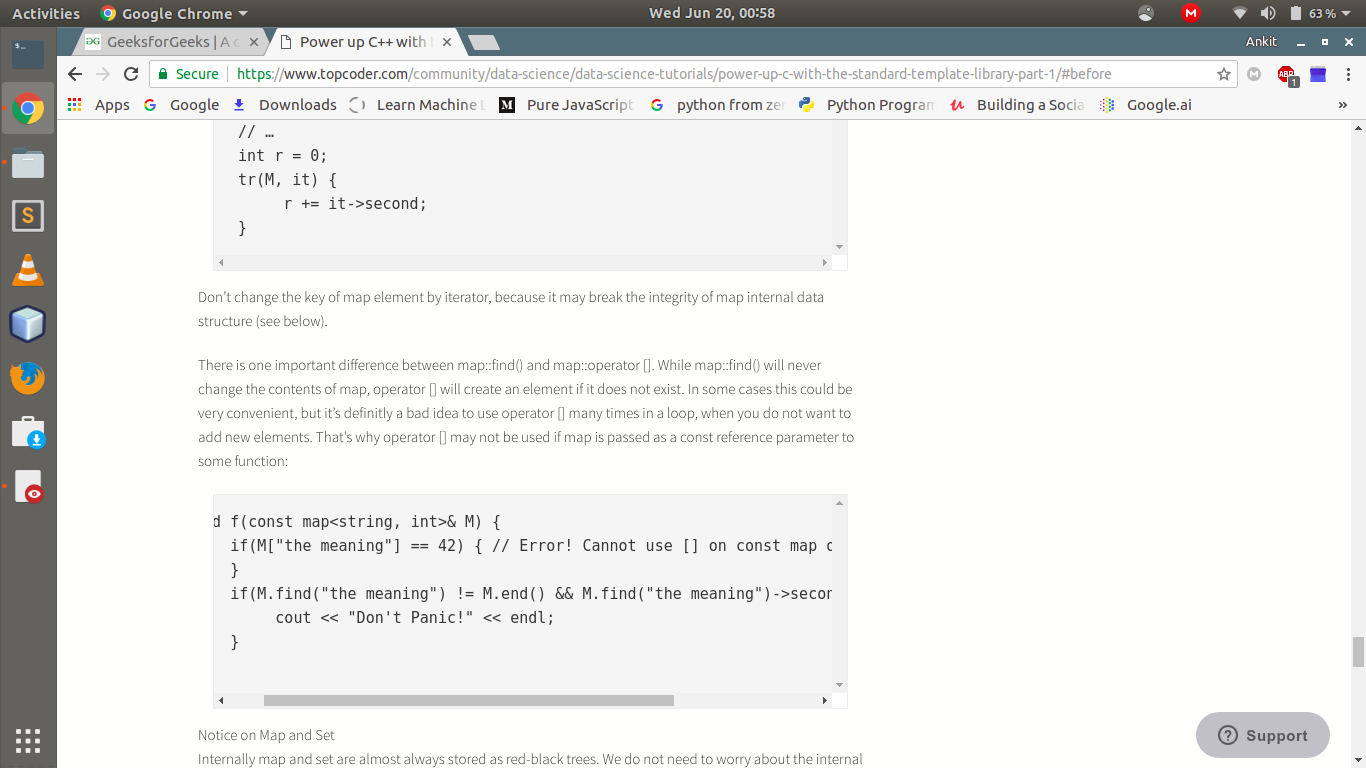 Activities Google Chrome Wed Jun 20, 00:58 63 %
GeeksforGeeks | A c Power up C++ with t Ankit
Secure https://www.topcoder.com/community/data-science/data-science-tutorials/power-up-c-with-the-standard-template-library-part-1/#before
Apps Google Downloads Learn Machine L Pure JavaScript python from zer Python Program Building a Socia Google.ai »
// …
int r = 0;
tr(M, it) {
r += it->second;
}
Don't change the key of map element by iterator, because it may break the integrity of map internal data
structure (see below).
There is one important difference between map::find() and map::operator []. While map::find() will never
change the contents of map, operator [] will create an element if it does not exist. In some cases this could be
very convenient, but it's definitly a bad idea to use operator [] many times in a loop, when you do not want to
add new elements. That's why operator [] may not be used if map is passed as a const reference parameter to
some function:
d f(const map<string, int>& M) {
if(M["the meaning"] == 42) { // Error! Cannot use [] on const map o
}
if(M.find("the meaning") != M.end() && M.find("the meaning")->secon
cout << "Don't Panic!" << endl;
}
Notice on Map and Set
Internally map and set are almost always stored as red-black trees. We do not need to worry about the internal
Support